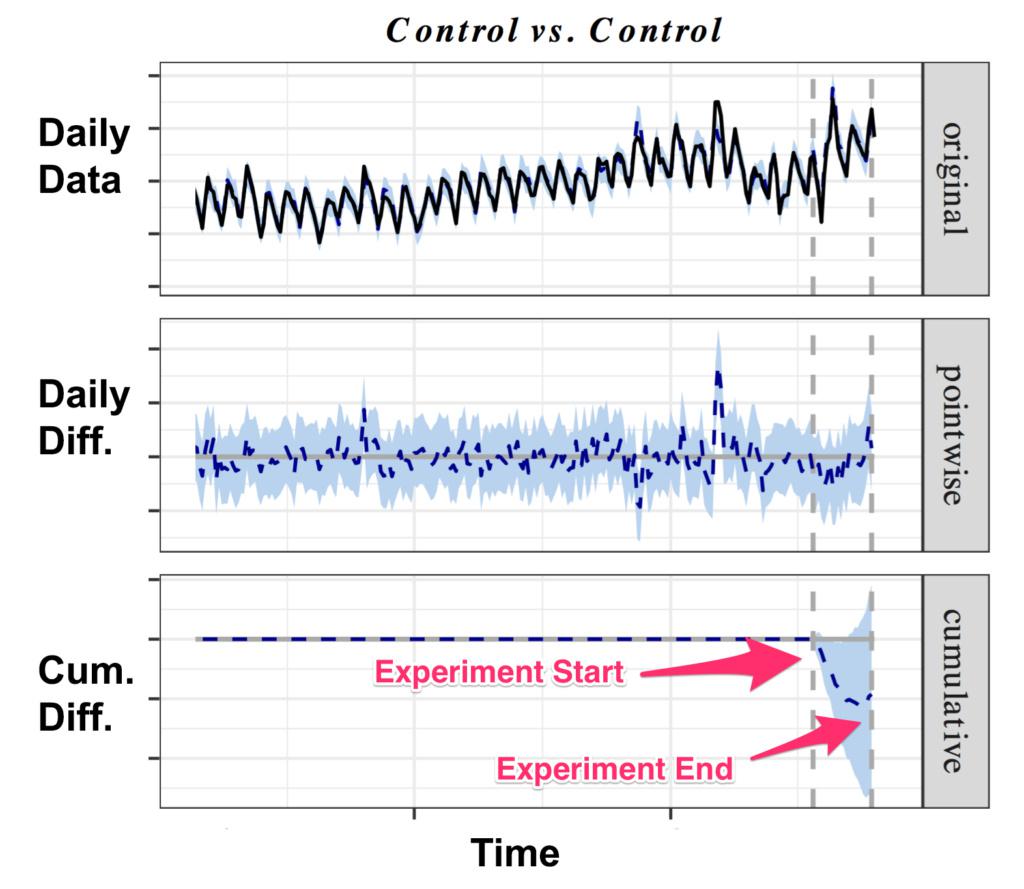 Control vs. Control
Daily
Data
original
Daily
Diff.
pointwise
Cum.
Diff.
Experiment Start
Experiment End
cumulative
Time